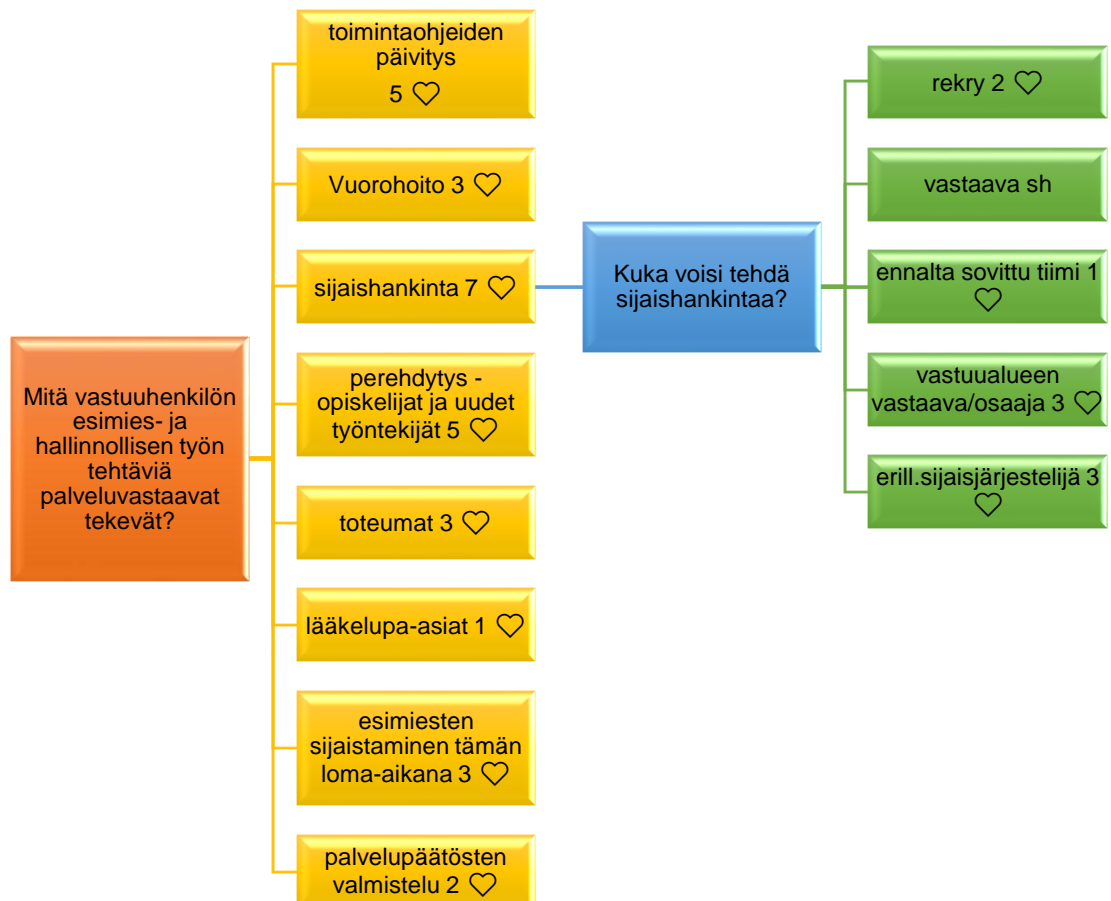 Mitä vastuuhenkilön
esimies- ja
hallinnollisen työn
tehtäviä
palveluvastaavat
tekevät?
toimintaohjeiden
päivitys
5 ♡
Vuorohoito 3 ♡
sijaishankinta 7 ♡
perehdytys -
opiskelijat ja uudet
työntekijät 5 ♡
toteumat 3 ♡
lääkelupa-asiat 1 ♡
esimiesten
sijaistaminen tämän
loma-aikana 3 ♡
palvelupäätösten
valmistelu 2 ♡
Kuka voisi tehdä
sijaishankintaa?
rekry 2 ♡
vastaava sh
ennalta sovittu tiimi 1
♡
vastuualueen
vastaava/osaaja 3 ♡
erill.sijaisjärjestelijä 3
♡